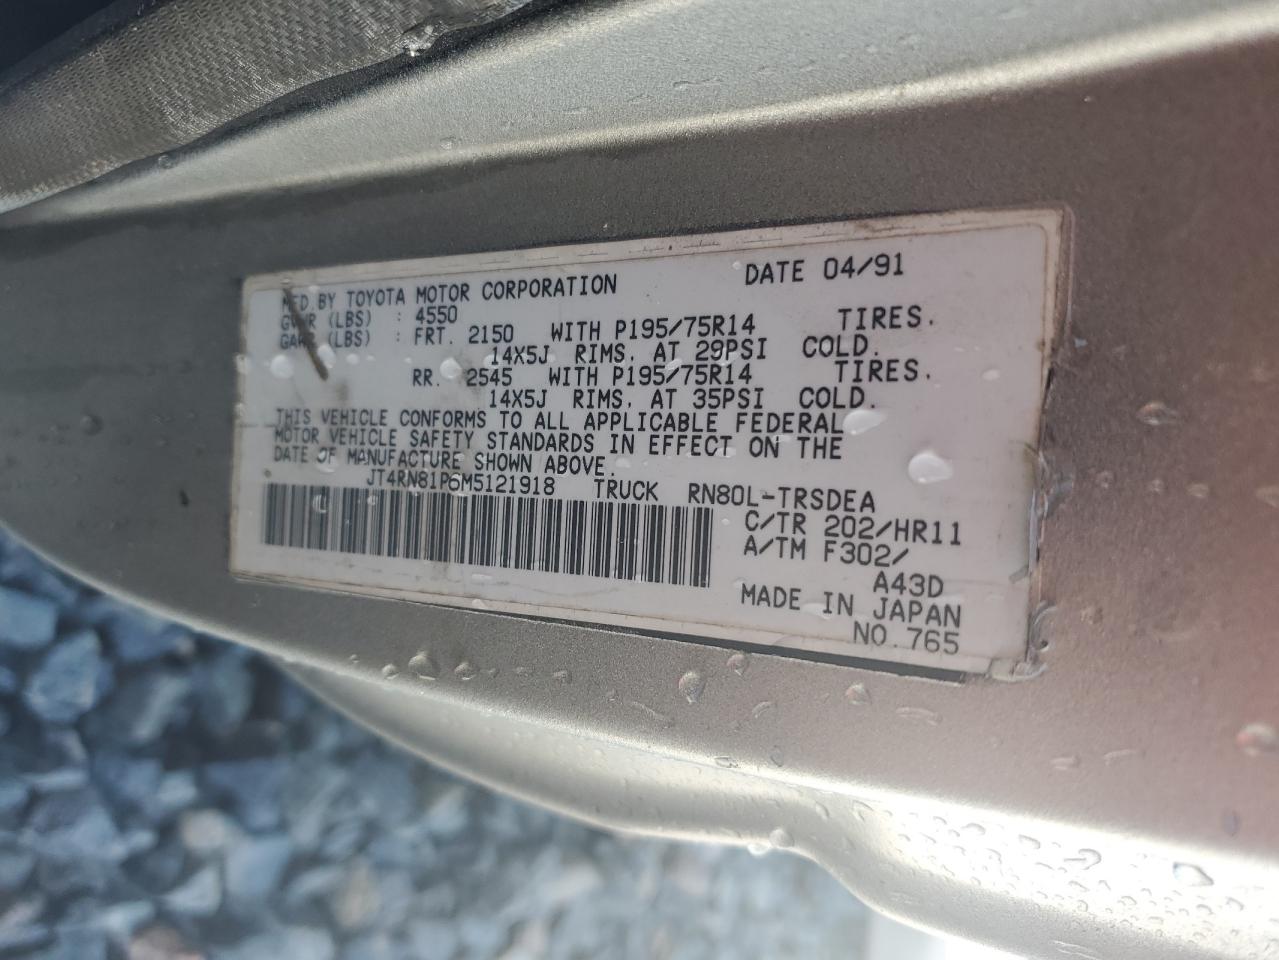 MFD.BY TOYOTA MOTOR CORPORATION DATE 04/91
GVWR (LBS) : 4550
GAWR (LBS) : FRT. 2150 WITH P195/75R14 TIRES.
14X5J RIMS. AT 29PSI COLD.
RR. 2545 WITH P195/75R14 TIRES.
14X5J RIMS. AT 35PSI COLD.
THIS VEHICLE CONFORMS TO ALL APPLICABLE FEDERAL
MOTOR VEHICLE SAFETY STANDARDS IN EFFECT ON THE
DATE OF MANUFACTURE SHOWN ABOVE.
JT4RN81P6M5121918 TRUCK RN80L-TRSDEA
C/TR 202/HR11
A/TM F302/
A43D
MADE IN JAPAN
NO.765